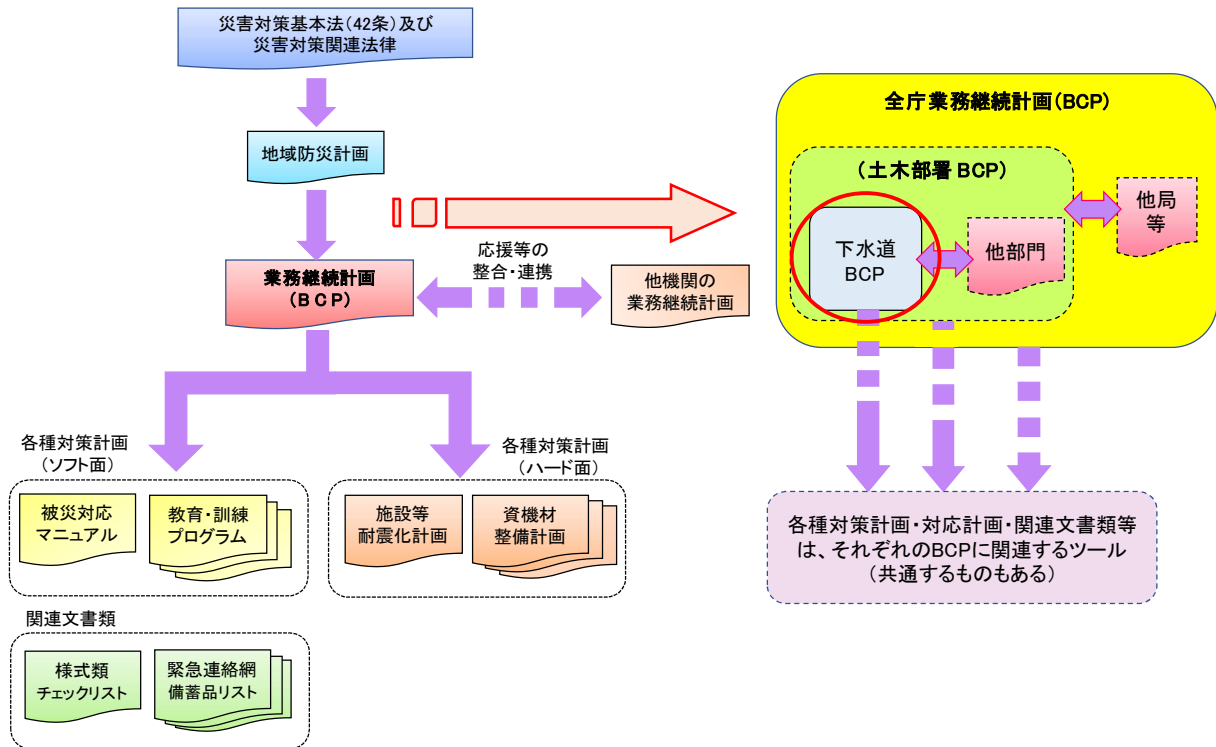 災害対策基本法（42条）及び
災害対策関連法律
地域防災計画
業務継続計画
（ＢＣＰ）
応援等の
整合・連携
他機関の
業務継続計画
各種対策計画
（ソフト面）
被災対応
マニュアル
教育・訓練
プログラム
各種対策計画
（ハード面）
施設等
耐震化計画
資機材
整備計画
関連文書類
様式類
チェックリスト
緊急連絡網
備蓄品リスト
全庁業務継続計画（BCP）
（土木部署 BCP）
下水道
BCP
他部門
他局
等
各種対策計画・対応計画・関連文書類等
は、それぞれのBCPに関連するツール
（共通するものもある）